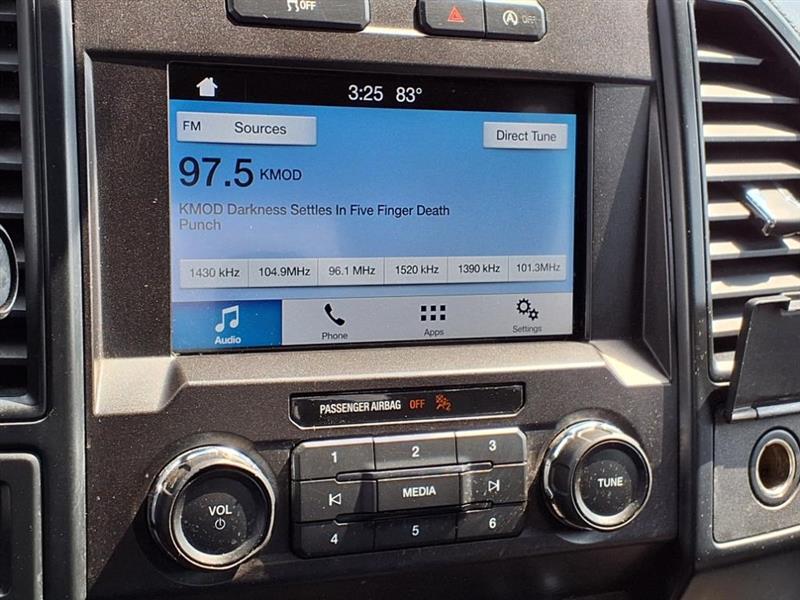 OFF
A OFF
3:25 83°
FM Sources
Direct Tune
97.5 KMOD
KMOD Darkness Settles In Five Finger Death
Punch
1430 kHz 104.9MHz 96.1 MHz 1520 kHz 1390 kHz 101.3MHz
Audio Phone Apps Settings
PASSENGER AIRBAG OFF 2
1 2 3
VOL
MEDIA
TUNE
4 5 6